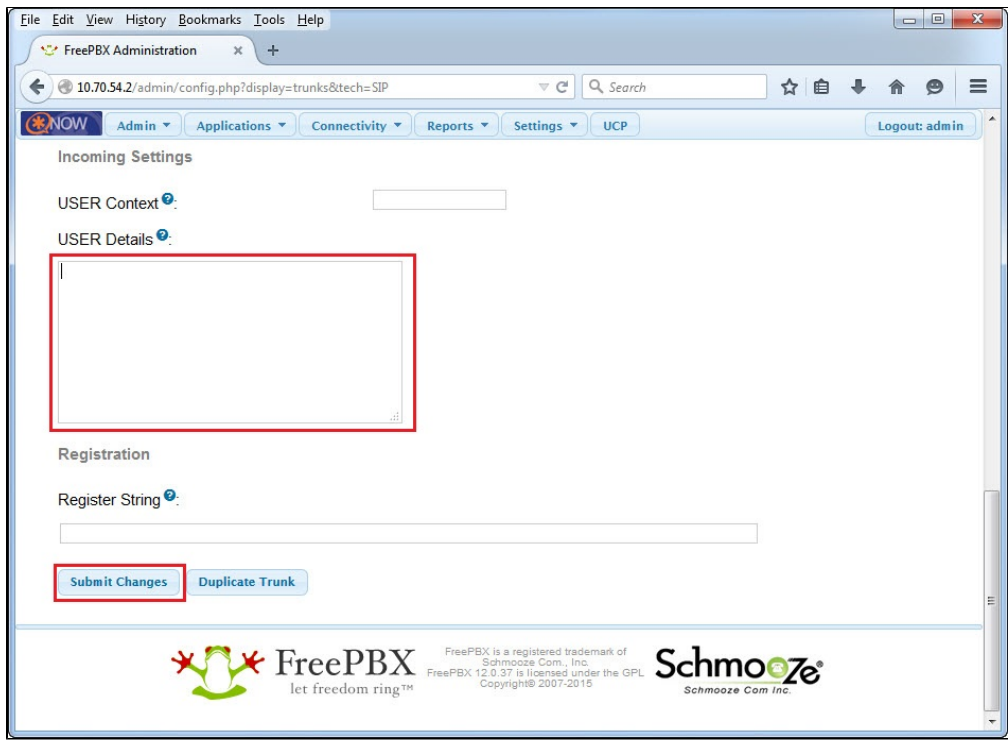 File Edit View History Bookmarks Tools Help
FreePBX Administration
10.70.54.2/admin/config.php?display=trunks&tech=SIP Search
NOW Admin Applications Connectivity Reports Settings UCP Logout: admin
Incoming Settings
USER Context?:
USER Details?:
Registration
Register String?:
Submit Changes Duplicate Trunk
FreePBX
let freedom ring™
FreePBX is a registered trademark of
Schmooze Com., Inc.
FreePBX 12.0.37 is licensed under the GPL
Copyright© 2007-2015
Schmooze®
Schmooze Com Inc.